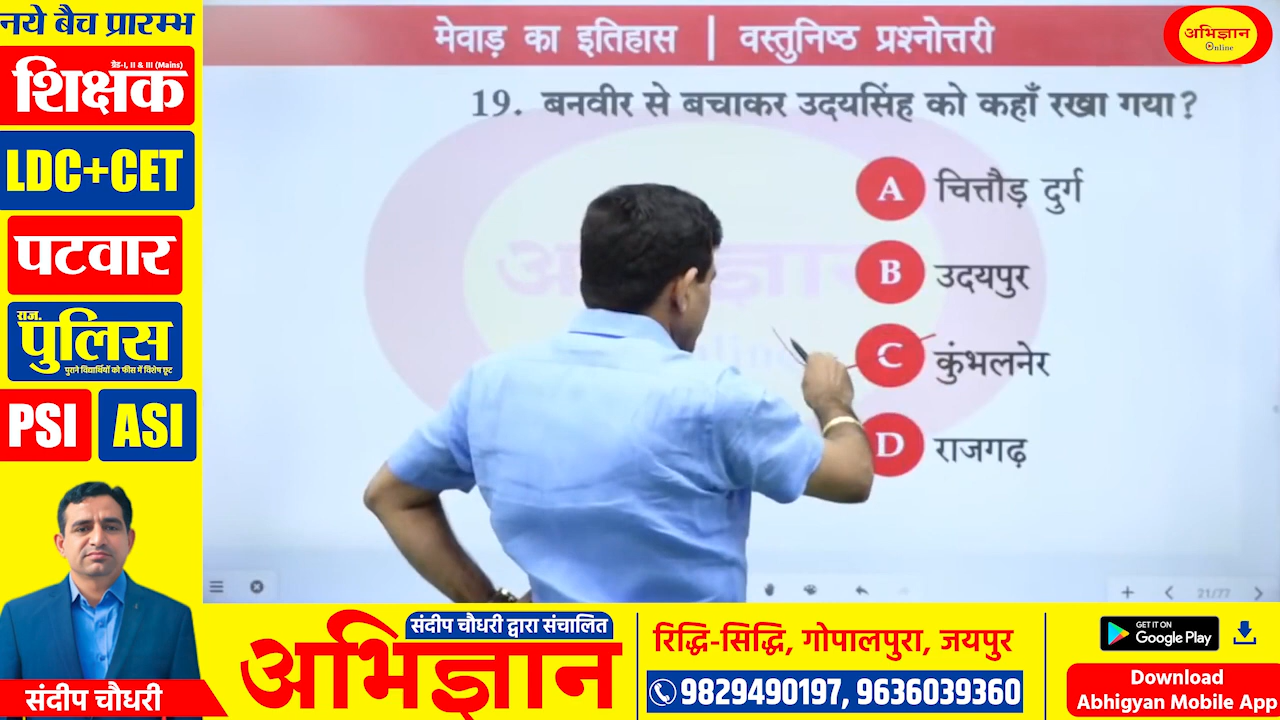 नये बैच प्रारम्भ
ग्रेड-I, II & III (Mains)
शिक्षक
LDC+CET
पटवार
राज.
पुलिस
पुराने विद्यार्थियों को फीस में विशेष छूट
PSI
ASI
संदीप चौधरी
मेवाड़ का इतिहास | वस्तुनिष्ठ प्रश्नोत्तरी
अभिज्ञान
Online
19. बनवीर से बचाकर उदयसिंह को कहाँ रखा गया?
A चित्तौड़ दुर्ग
B उदयपुर
C कुंभलनेर
D राजगढ़
21/77
संदीप चौधरी द्वारा संचालित
अभिज्ञान
रिद्धि-सिद्धि, गोपालपुरा, जयपुर
9829490197, 9636039360
GET IT ON
Google Play
Download
Abhigyan Mobile App